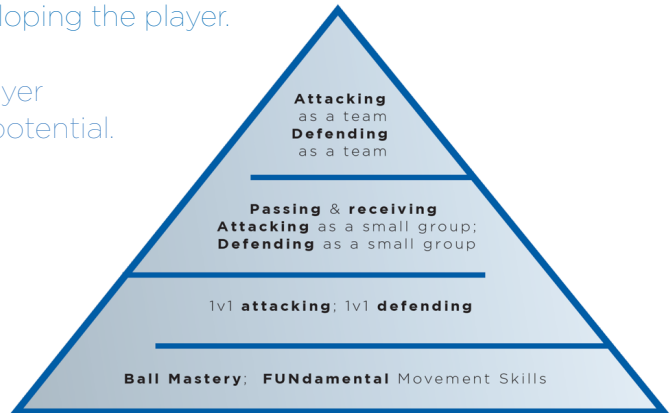 loping the player.
yer
potential.
Attacking
as a team
Defending
as a team
Passing & receiving
Attacking as a small group;
Defending as a small group
1v1 attacking; 1v1 defending
Ball Mastery; FUNdamental Movement Skills